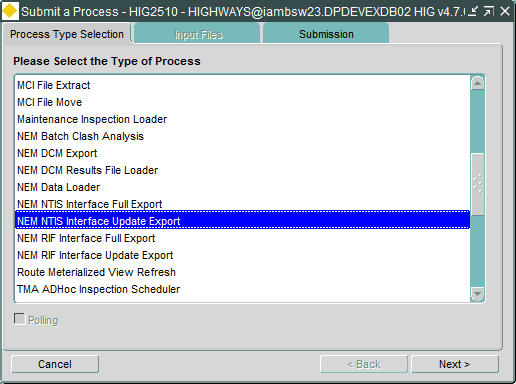 Submit a Process - HIG2510 - HIGHWAYS@iambsw23.DPDEVEXDB02 HIG v4.7.
Process Type Selection
Input Files
Submission
Please Select the Type of Process
MCI File Extract
MCI File Move
Maintenance Inspection Loader
NEM Batch Clash Analysis
NEM DCM Export
NEM DCM Results File Loader
NEM Data Loader
NEM NTIS Interface Full Export
NEM NTIS Interface Update Export
NEM RIF Interface Full Export
NEM RIF Interface Update Export
Route Meterialized View Refresh
TMA ADHoc Inspection Scheduler
Polling
Cancel
< Back
Next >